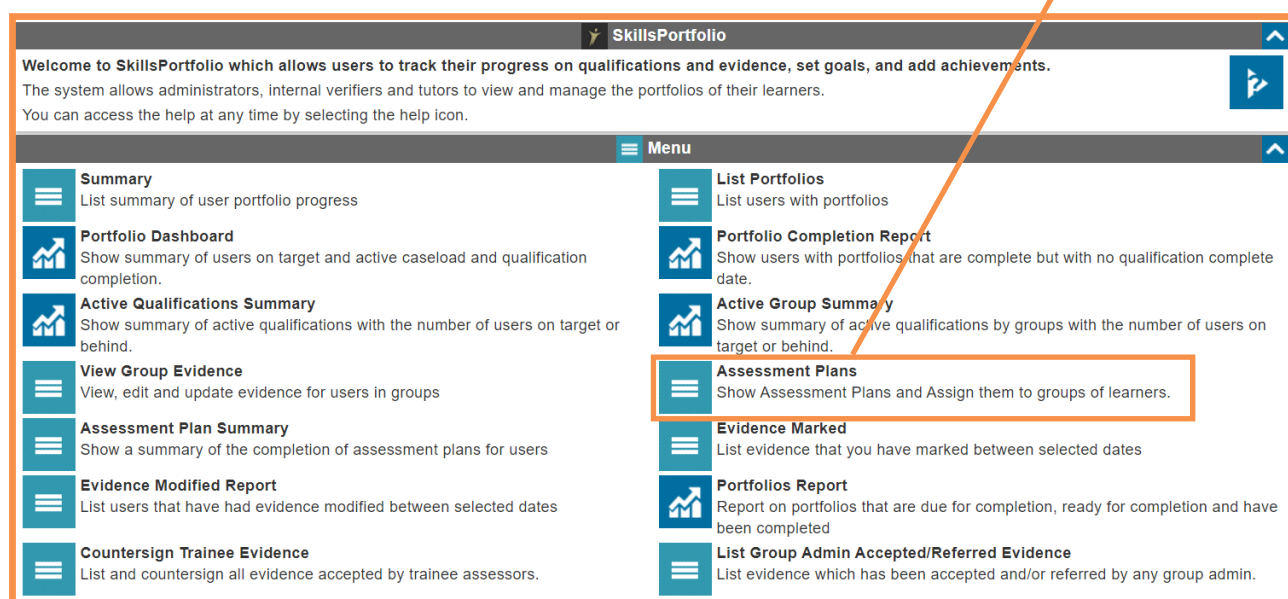 SkillsPortfolio
Welcome to SkillsPortfolio which allows users to track their progress on qualifications and evidence, set goals, and add achievements.
The system allows administrators, internal verifiers and tutors to view and manage the portfolios of their learners.
You can access the help at any time by selecting the help icon.
Menu
Summary
List summary of user portfolio progress
List Portfolios
List users with portfolios
Portfolio Dashboard
Show summary of users on target and active caseload and qualification
completion.
Portfolio Completion Report
Show users with portfolios that are complete but with no qualification complete
date.
Active Qualifications Summary
Show summary of active qualifications with the number of users on target or
behind.
Active Group Summary
Show summary of active qualifications by groups with the number of users on
target or behind.
View Group Evidence
View, edit and update evidence for users in groups
Assessment Plans
Show Assessment Plans and Assign them to groups of learners.
Assessment Plan Summary
Show a summary of the completion of assessment plans for users
Evidence Marked
List evidence that you have marked between selected dates
Evidence Modified Report
List users that have had evidence modified between selected dates
Portfolios Report
Report on portfolios that are due for completion, ready for completion and have
been completed
Countersign Trainee Evidence
List and countersign all evidence accepted by trainee assessors.
List Group Admin Accepted/Referred Evidence
List evidence which has been accepted and/or referred by any group admin.